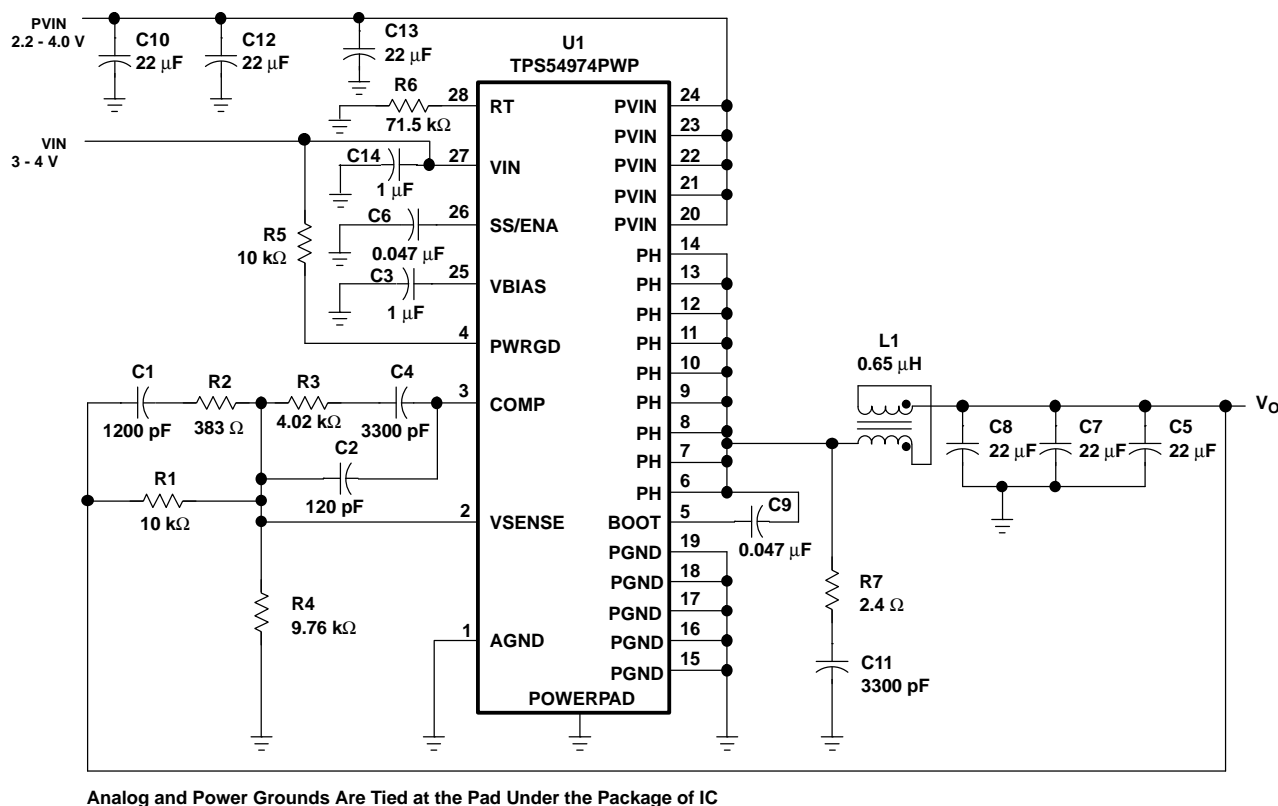 PVIN
2.2 - 4.0 V
C10
22 μF
C12
22 μF
C13
22 μF
U1
TPS54974PWP
R6
71.5 kΩ
28
RT
VIN
3 - 4 V
C14
1 μF
27
VIN
C6
0.047 μF
26
SS/ENA
R5
10 kΩ
C3
1 μF
25
VBIAS
4
PWRGD
C1
1200 pF
R2
383 Ω
R3
4.02 kΩ
C4
3300 pF
3
COMP
C2
120 pF
R1
10 kΩ
2
VSENSE
R4
9.76 kΩ
1
AGND
POWERPAD
PVIN
24
PVIN
23
PVIN
22
PVIN
21
PVIN
20
PH
14
PH
13
PH
12
PH
11
PH
10
PH
9
PH
8
PH
7
PH
6
BOOT
5
C9
0.047 μF
PGND
19
PGND
18
PGND
17
PGND
16
PGND
15
L1
0.65 μH
C8
22 μF
C7
22 μF
C5
22 μF
VO
R7
2.4 Ω
C11
3300 pF
Analog and Power Grounds Are Tied at the Pad Under the Package of IC